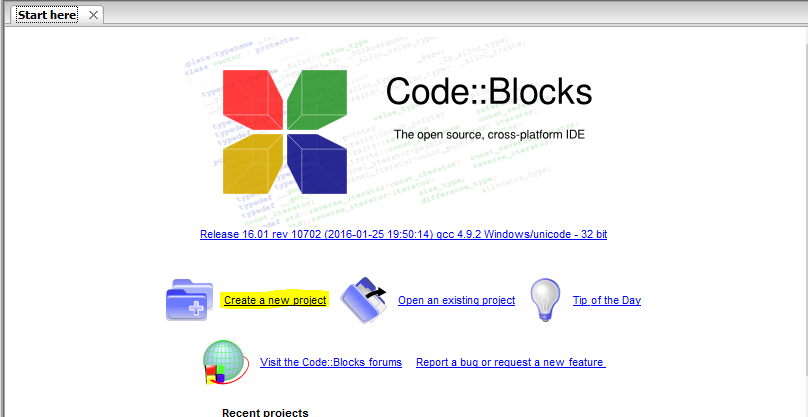 Start here
Code::Blocks
The open source, cross-platform IDE
Release 16.01 rev 10702 (2016-01-25 19:50:14) gcc 4.9.2 Windows/unicode - 32 bit
Create a new project
Open an existing project
Tip of the Day
Visit the Code::Blocks forums
Report a bug or request a new feature
Recent projects